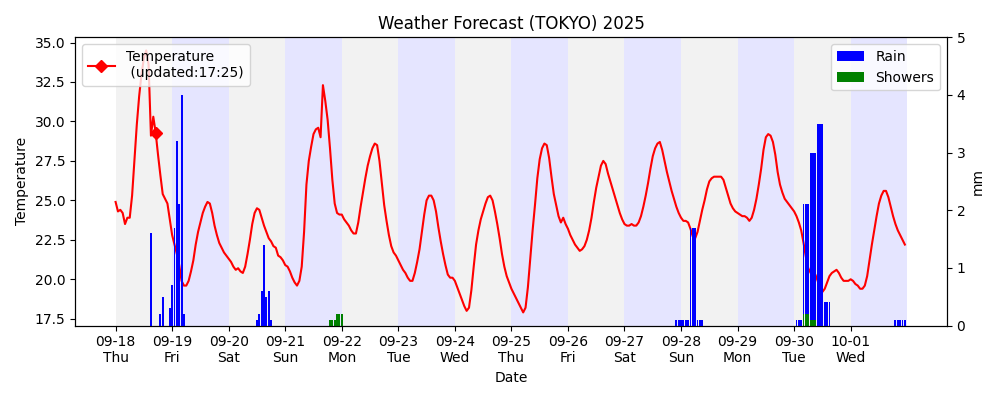 Weather Forecast (TOKYO) 2025
Temperature
(updated:17:25)
Rain
Showers
35.0
32.5
30.0
27.5
25.0
22.5
20.0
17.5
Temperature
5
4
3
2
1
0
mm
09-18 09-19 09-20 09-21 09-22 09-23 09-24 09-25 09-26 09-27 09-28 09-29 09-30 10-01
Thu Fri Sat Sun Mon Tue Wed Thu Fri Sat Sun Mon Tue Wed
Date